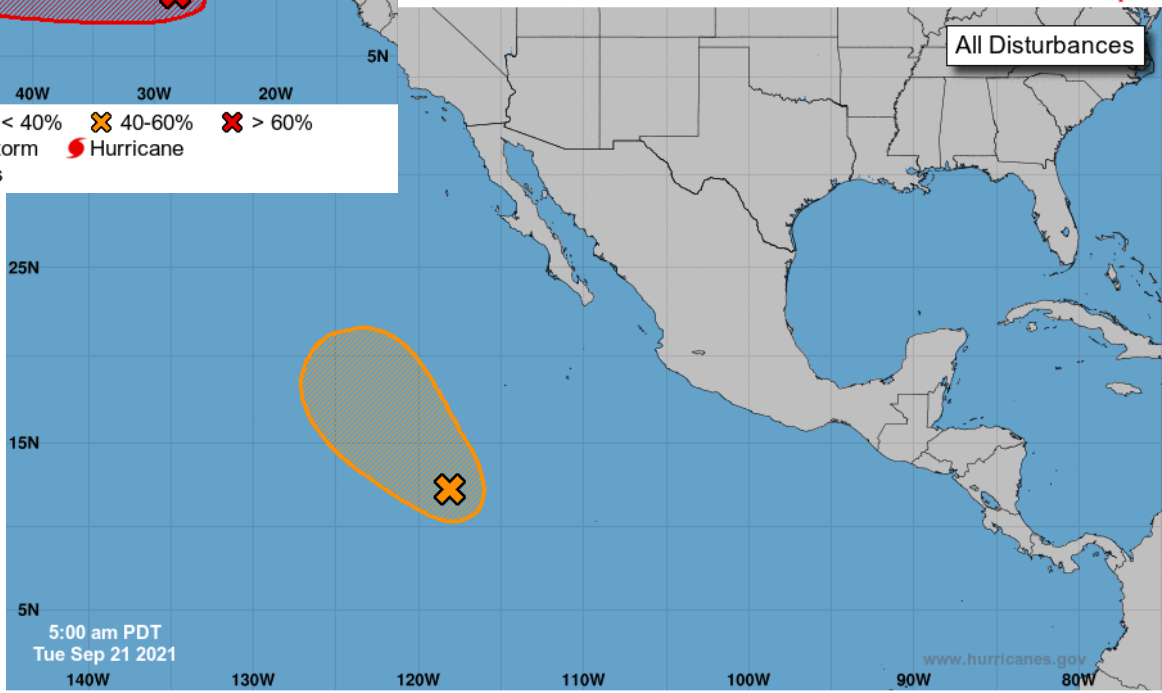 All Disturbances
5N
40W 30W 20W
< 40% 40-60% > 60%
Hurricane
25N
15N
5N
5:00 am PDT
Tue Sep 21 2021
www.hurricanes.gov
140W 130W 120W 110W 100W 90W 80W